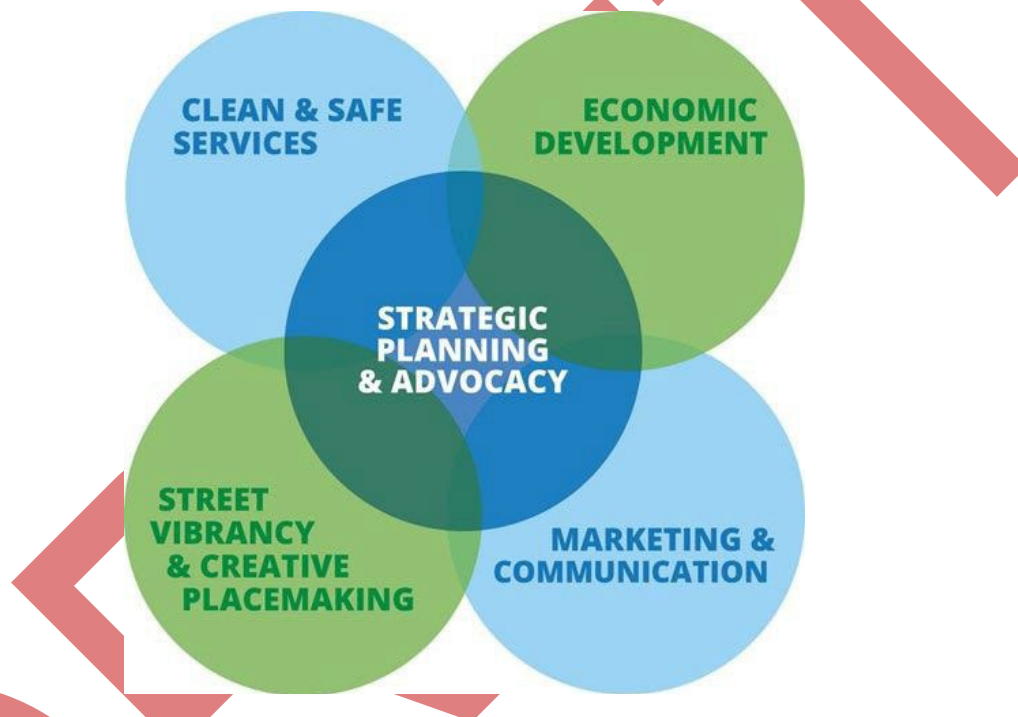 CLEAN & SAFE
SERVICES
ECONOMIC
DEVELOPMENT
STRATEGIC
PLANNING
& ADVOCACY
STREET
VIBRANCY
& CREATIVE
PLACEMAKING
MARKETING &
COMMUNICATION